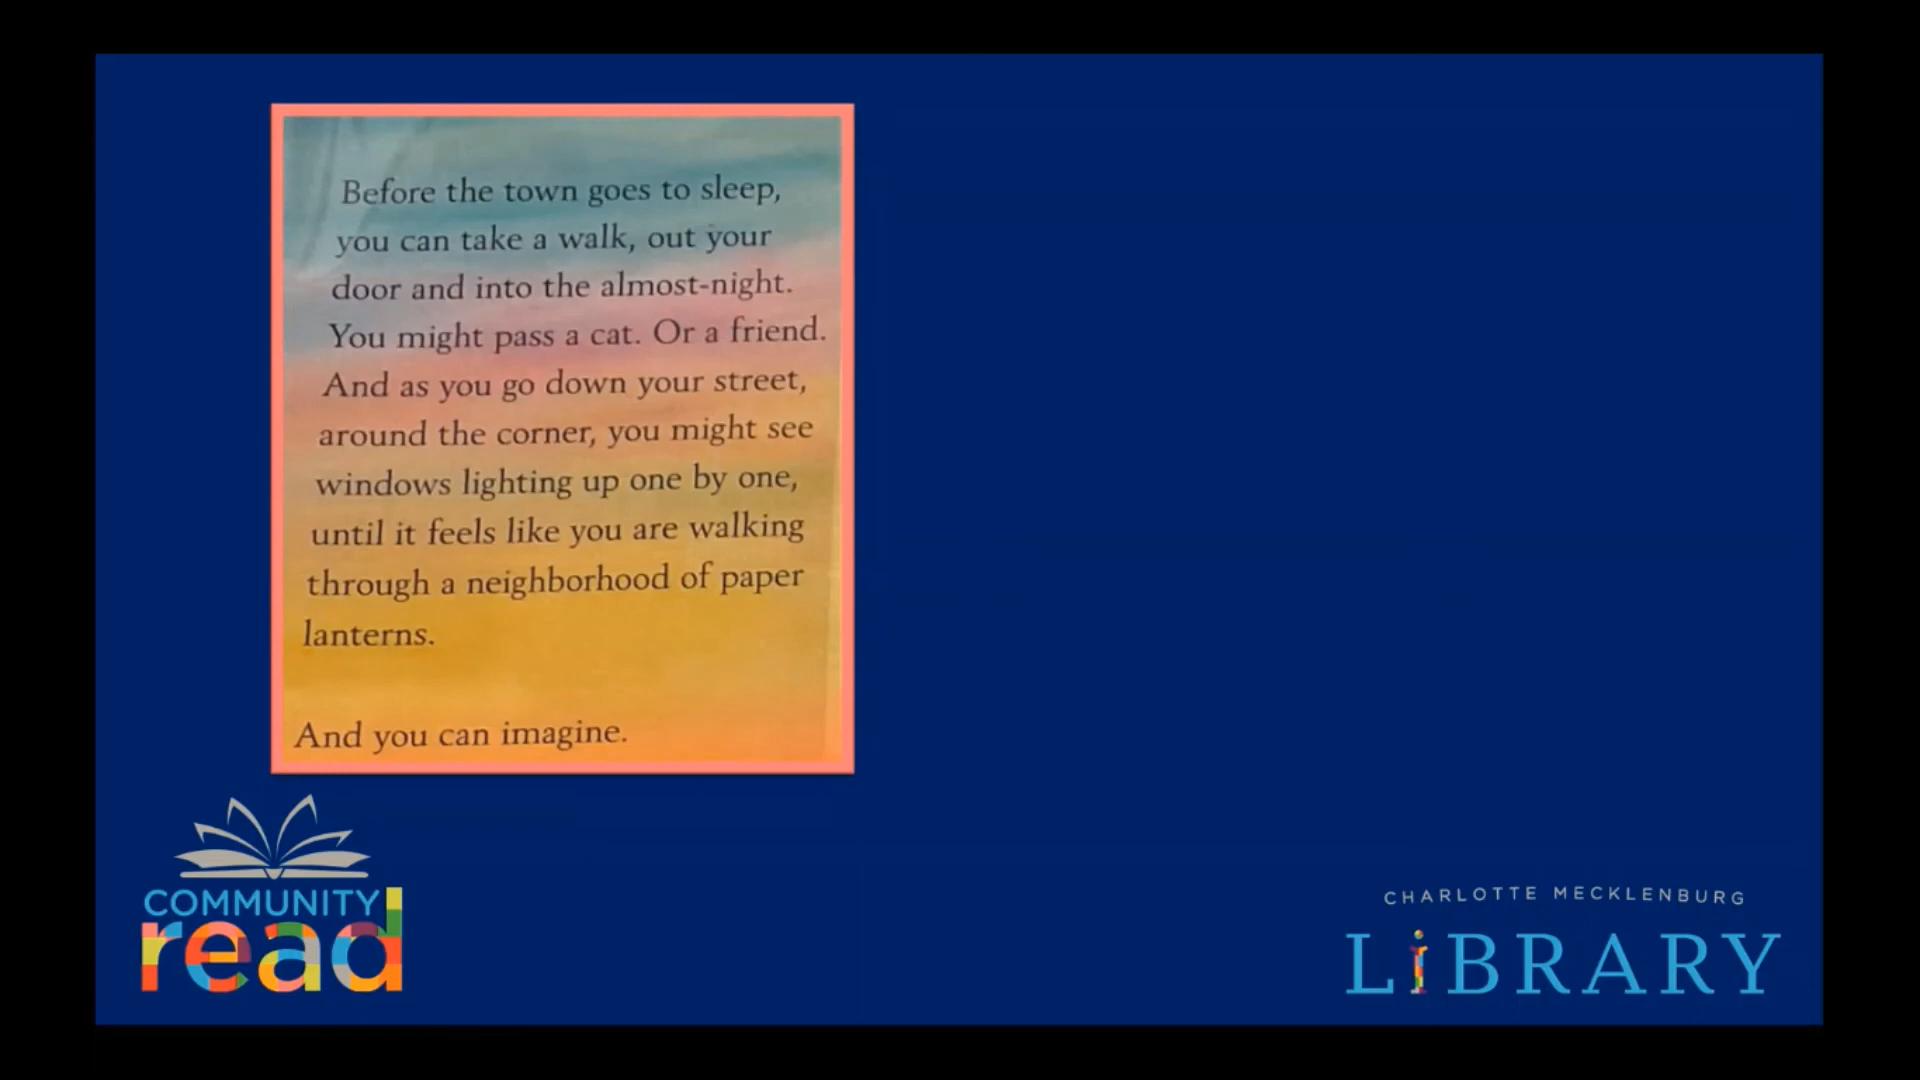 Before the town goes to sleep,
you can take a walk, out your
door and into the almost-night.
You might pass a cat. Or a friend.
And as you go down your street,
around the corner, you might see
windows lighting up one by one,
until it feels like you are walking
through a neighborhood of paper
lanterns.
And you can imagine.
COMMUNITY
read
CHARLOTTE MECKLENBURG
LiBRARY